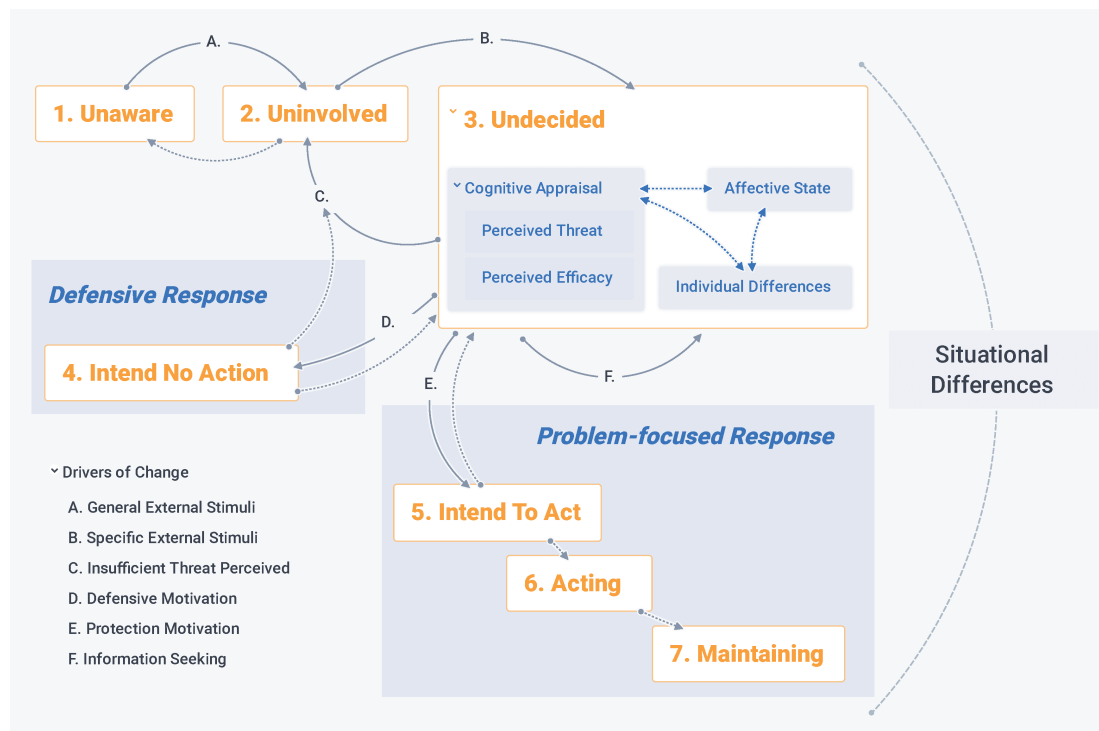 A.
B.
1. Unaware
2. Uninvolved
3. Undecided
Cognitive Appraisal
Affective State
Perceived Threat
Perceived Efficacy
Individual Differences
C.
Defensive Response
D.
4. Intend No Action
E.
F.
Situational
Differences
Problem-focused Response
5. Intend To Act
6. Acting
7. Maintaining
Drivers of Change
A. General External Stimuli
B. Specific External Stimuli
C. Insufficient Threat Perceived
D. Defensive Motivation
E. Protection Motivation
F. Information Seeking